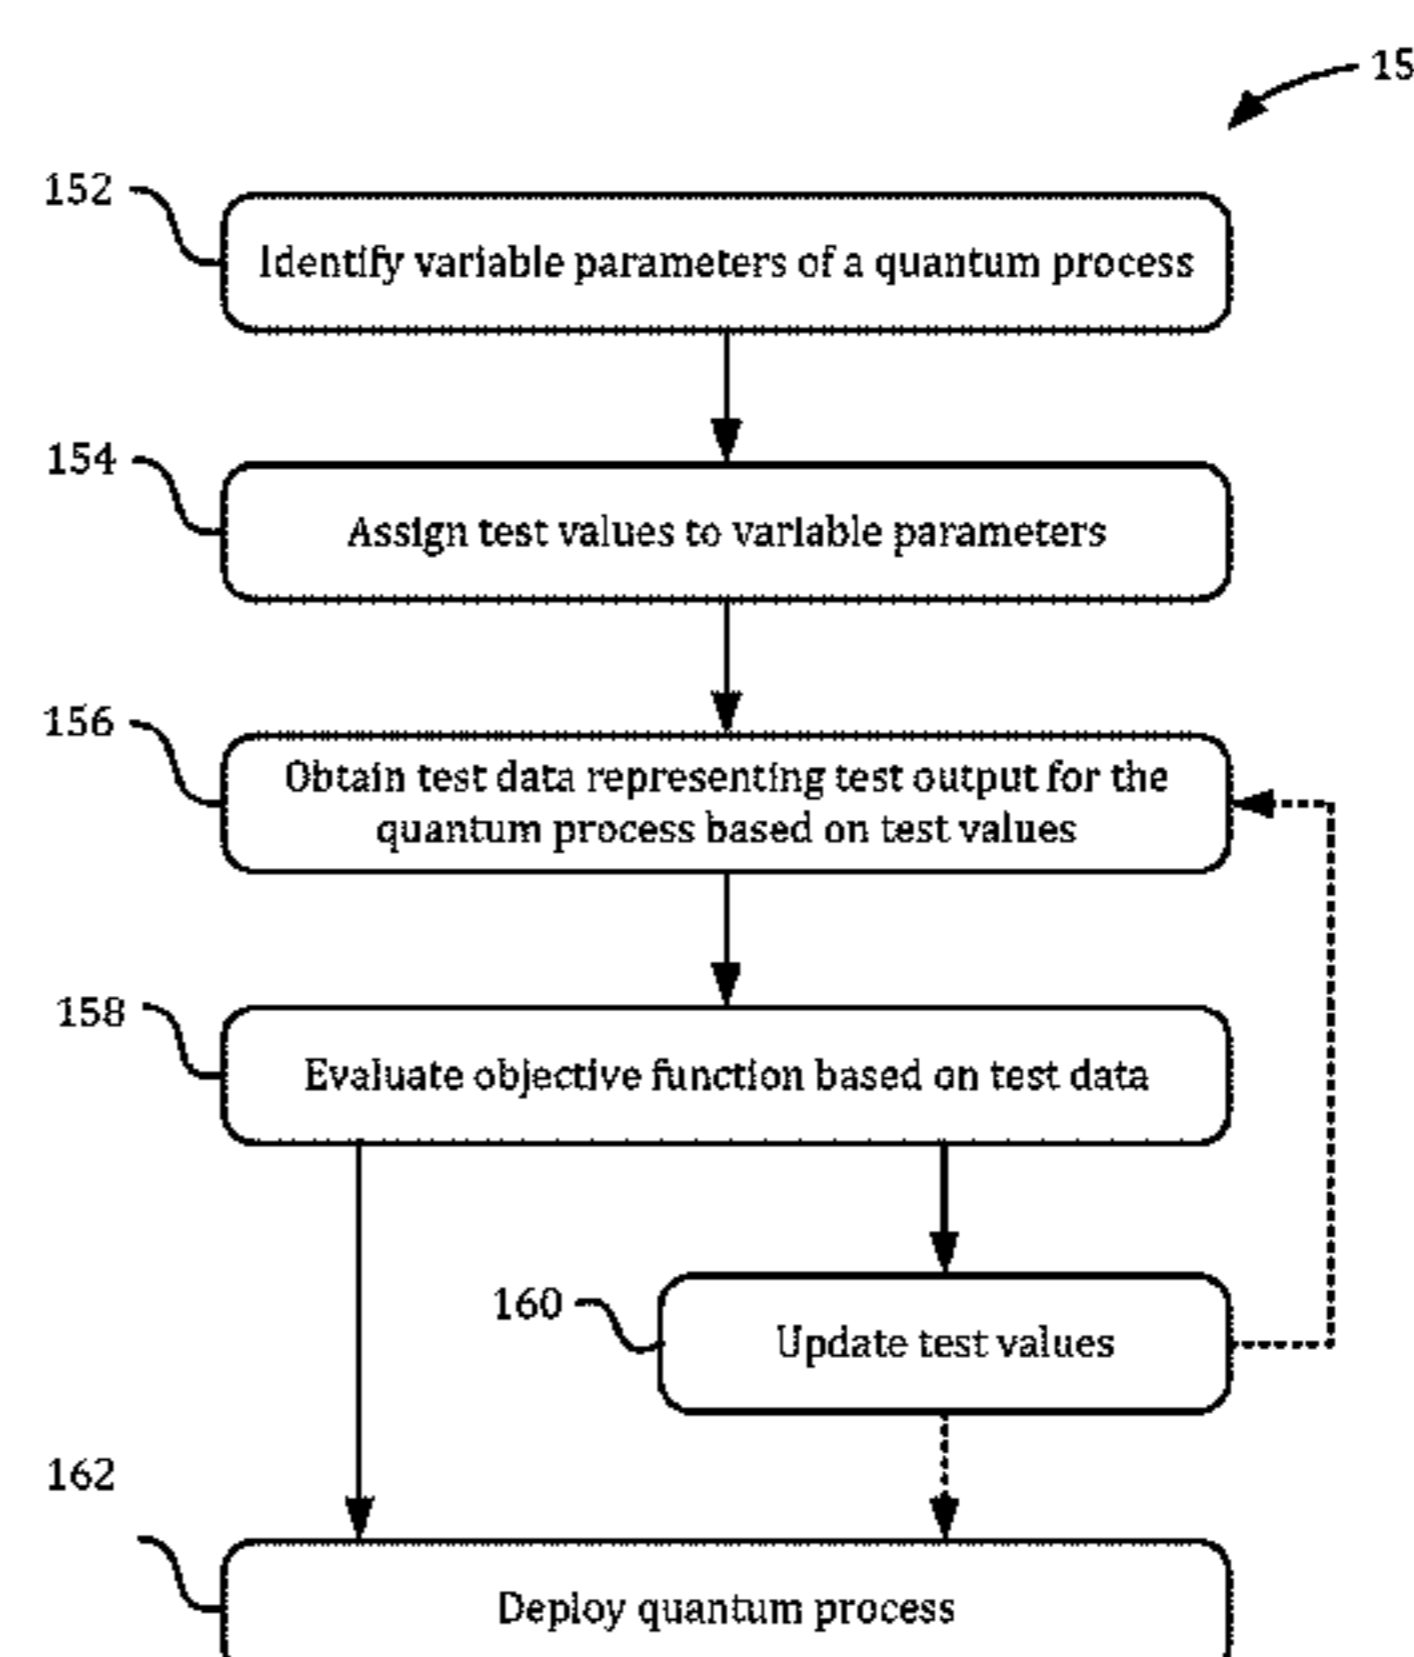 15
152
Identify variable parameters of a quantum process
154
Assign test values to variable parameters
156
Obtain test data representing test output for the
quantum process based on test values
158
Evaluate objective function based on test data
160
Update test values
162
Deploy quantum process